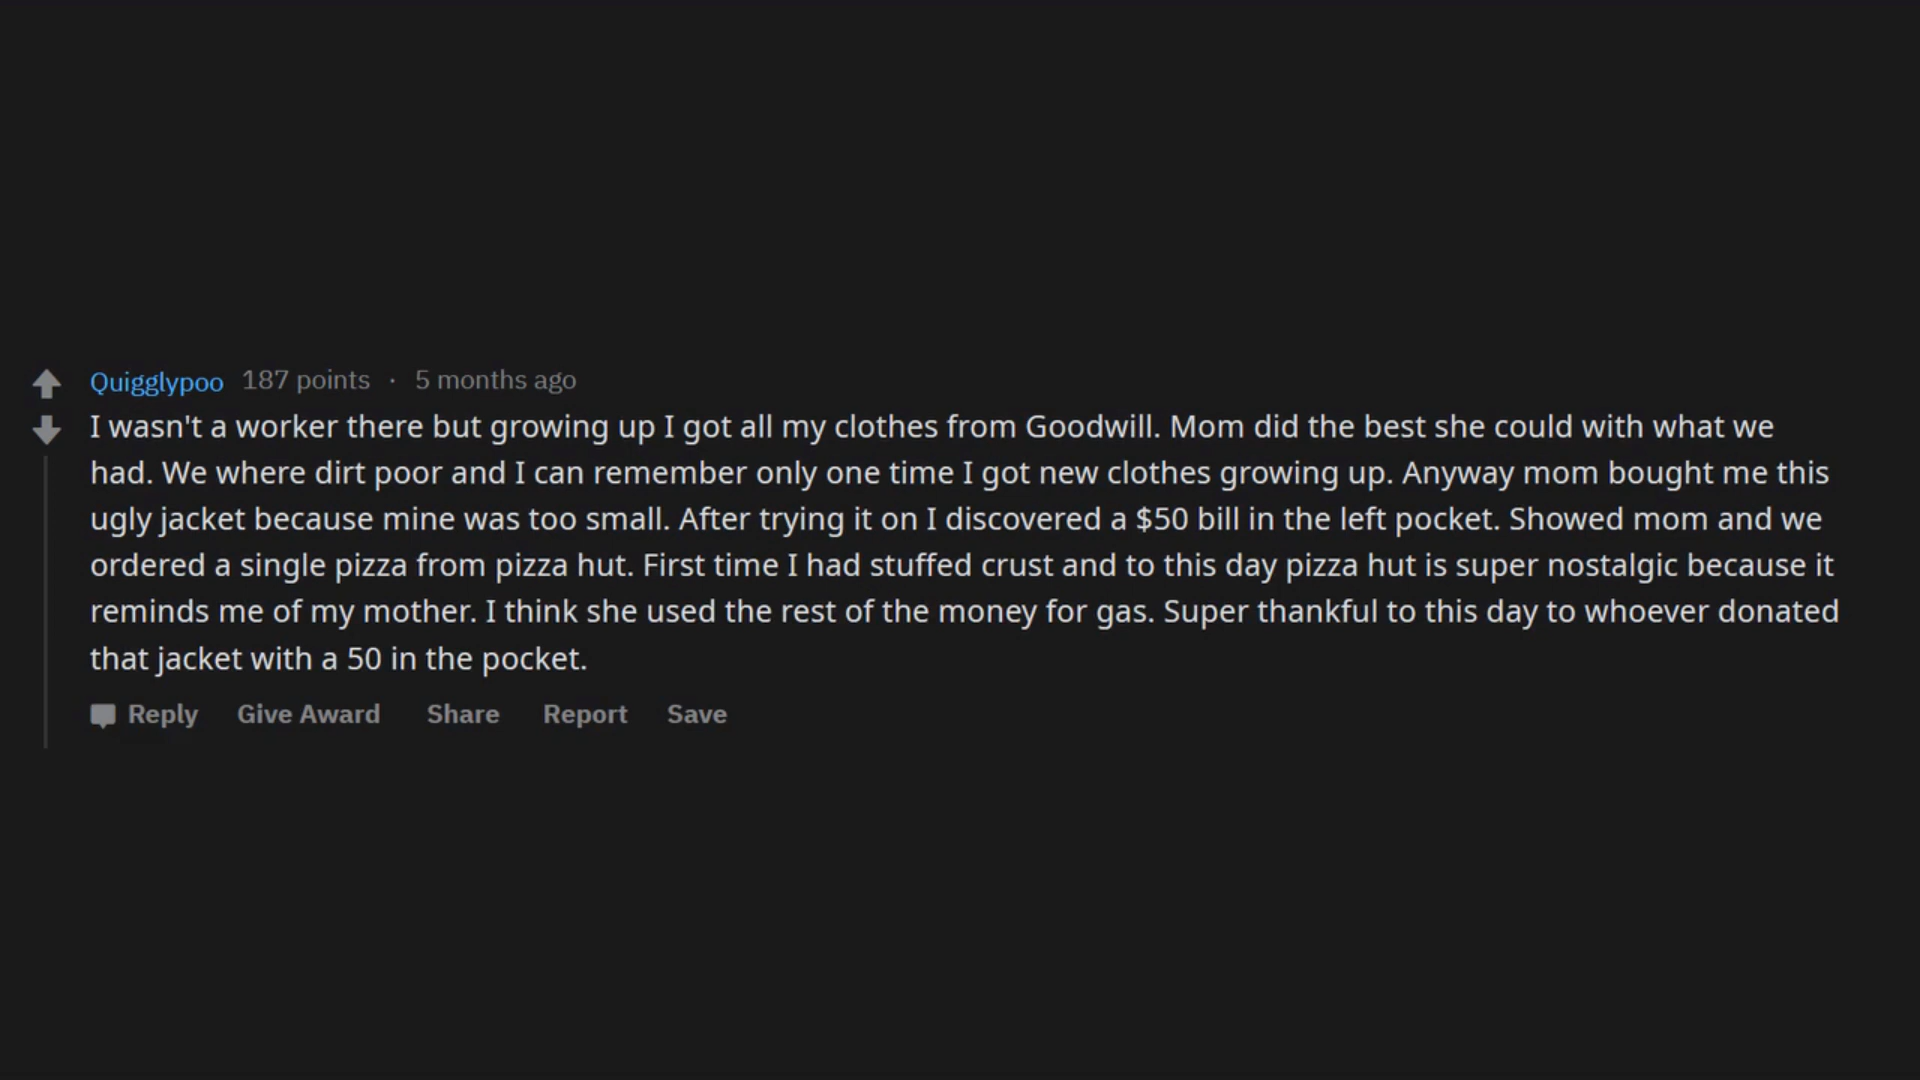 Quigglypoo 187 points · 5 months ago
I wasn't a worker there but growing up I got all my clothes from Goodwill. Mom did the best she could with what we
had. We where dirt poor and I can remember only one time I got new clothes growing up. Anyway mom bought me this
ugly jacket because mine was too small. After trying it on I discovered a $50 bill in the left pocket. Showed mom and we
ordered a single pizza from pizza hut. First time I had stuffed crust and to this day pizza hut is super nostalgic because it
reminds me of my mother. I think she used the rest of the money for gas. Super thankful to this day to whoever donated
that jacket with a 50 in the pocket.
Reply Give Award Share Report Save